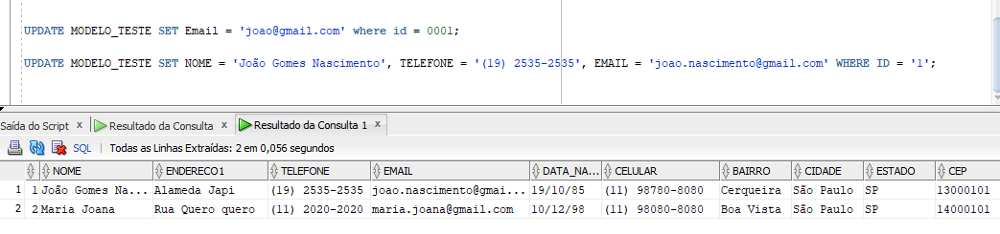 UPDATE MODELO_TESTE SET Email = 'joao@gmail.com' where id = 0001;
UPDATE MODELO_TESTE SET NOME = 'João Gomes Nascimento', TELEFONE = '(19) 2535-2535', EMAIL = 'joao.nascimento@gmail.com' WHERE ID = '1';
Saída do Script x Resultado da Consulta x Resultado da Consulta 1 x
SQL | Todas as Linhas Extraídas: 2 em 0,056 segundos
NOME ENDERECO1 TELEFONE EMAIL DATA_NA... CELULAR BAIRRO CIDADE ESTADO CEP
1 1 João Gomes Na... Alameda Japi (19) 2535-2535 joao.nascimento@gmai... 19/10/85 (11) 98780-8080 Cerqueira São Paulo SP 13000101
2 2 Maria Joana Rua Quero quero (11) 2020-2020 maria.joana@gmail.com 10/12/98 (11) 98080-8080 Boa Vista São Paulo SP 14000101